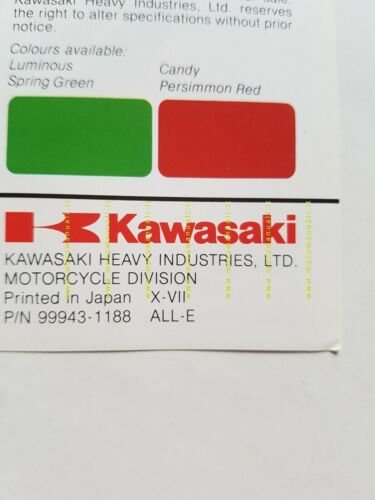 Kawasaki Heavy Industries, Ltd. reserves
the right to alter specifications without prior
notice.
Colours available:
Luminous
Spring Green
Candy
Persimmon Red
Kawasaki
KAWASAKI HEAVY INDUSTRIES, LTD.
MOTORCYCLE DIVISION
Printed in Japan X-VII
P/N 99943-1188 ALL-E